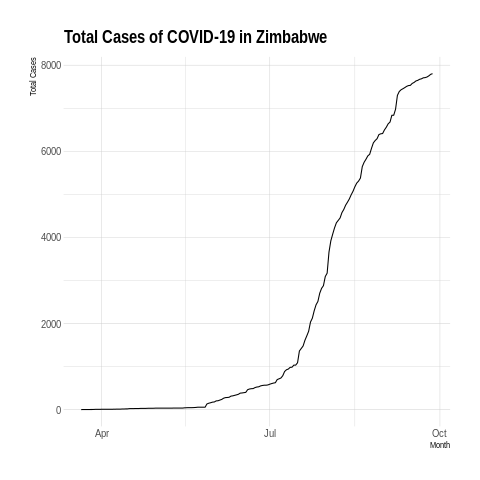 Total Cases of COVID-19 in Zimbabwe
Total Cases
8000
6000
4000
2000
0
Apr
Jul
Oct
Month